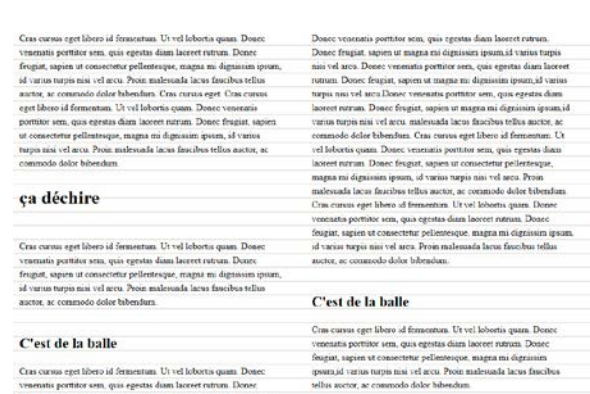 Cras cursus eget libero id fermentum. Ut vel lobortis quam. Donec
venenatis porttitor sem, quis egestas diam laoreet rutrum. Donec
feugiat, sapien ut consectetur pellentesque, magna mi dignissim ipsum,
id varius turpis nisi vel arcu. Proin malesuada lacus faucibus tellus
auctor, ac commodo dolor bibendum. Cras cursus eget. Cras cursus
eget libero id fermentum. Ut vel lobortis quam. Donec venenatis
porttitor sem, quis egestas diam laoreet rutrum. Donec feugiat, sapien
ut consectetur pellentesque, magna mi dignissim ipsum, id varius
turpis nisi vel arcu. Proin malesuada lacus faucibus tellus auctor, ac
commodo dolor bibendum.
ça déchire
Cras cursus eget libero id fermentum. Ut vel lobortis quam. Donec
venenatis porttitor sem, quis egestas diam laoreet rutrum. Donec
feugiat, sapien ut consectetur pellentesque, magna mi dignissim ipsum,
id varius turpis nisi vel arcu. Proin malesuada lacus faucibus tellus
auctor, ac commodo dolor bibendum.
C'est de la balle
Cras cursus eget libero id fermentum. Ut vel lobortis quam. Donec
venenatis porttitor sem, quis egestas diam laoreet rutrum. Donec
Donec venenatis porttitor sem, quis egestas diam laoreet rutrum.
Donec feugiat, sapien ut magna mi dignissim ipsum,id varius turpis
nisi vel arcu. Donec venenatis porttitor sem, quis egestas diam laoreet
rutrum. Donec feugiat, sapien ut magna mi dignissim ipsum,id varius
turpis nisi vel arcu.Donec venenatis porttitor sem, quis egestas diam
laoreet rutrum. Donec feugiat, sapien ut magna mi dignissim ipsum,id
varius turpis nisi vel arcu. Proin malesuada lacus faucibus tellus auctor, ac
commodo dolor bibendum. Cras cursus eget libero id fermentum. Ut
vel lobortis quam. Donec venenatis porttitor sem, quis egestas diam
laoreet rutrum. Donec feugiat, sapien ut consectetur pellentesque,
magna mi dignissim ipsum, id varius turpis nisi vel arcu. Proin
malesuada lacus faucibus tellus auctor, ac commodo dolor bibendum.
Cras cursus eget libero id fermentum. Ut vel lobortis quam. Donec
venenatis porttitor sem, quis egestas diam laoreet rutrum. Donec
feugiat, sapien ut consectetur pellentesque, magna mi dignissim ipsum,
id varius turpis nisi vel arcu. Proin malesuada lacus faucibus tellus
auctor, ac commodo dolor bibendum.
C'est de la balle
Cras cursus eget libero id fermentum. Ut vel lobortis quam. Donec
venenatis porttitor sem, quis egestas diam laoreet rutrum. Donec
feugiat, sapien ut consectetur pellentesque, magna mi dignissim
ipsum,id varius turpis nisi vel arcu. Proin malesuada lacus faucibus
tellus auctor, ac commodo dolor bibendum.